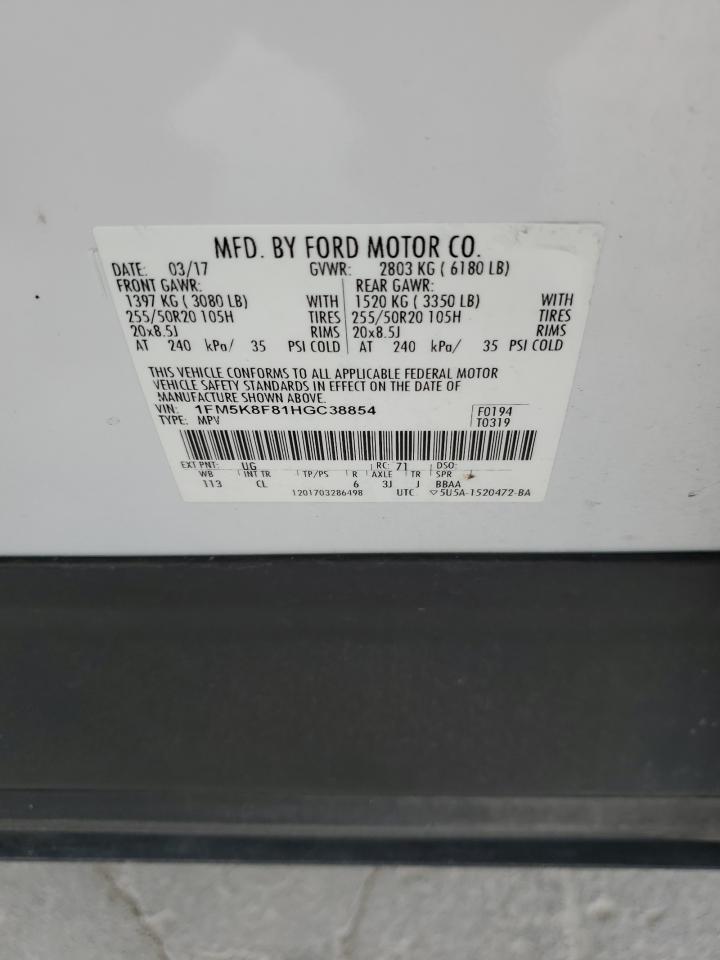 MFD. BY FORD MOTOR CO.
DATE: 03/17 GVWR: 2803 KG ( 6180 LB)
FRONT GAWR: REAR GAWR:
1397 KG ( 3080 LB) WITH 1520 KG ( 3350 LB) WITH
255/50R20 105H TIRES 255/50R20 105H TIRES
20x8.5J RIMS 20x8.5J RIMS
AT 240 kPa/ 35 PSI COLD AT 240 kPa/ 35 PSI COLD
THIS VEHICLE CONFORMS TO ALL APPLICABLE FEDERAL MOTOR
VEHICLE SAFETY STANDARDS IN EFFECT ON THE DATE OF
MANUFACTURE SHOWN ABOVE.
VIN: 1FM5K8F81HGC38854 F0194
TYPE: MPV T0319
EXT PNT: UG RC: 71 DSO:
WB INT TR TP/PS R AXLE TR SPR
113 CL 6 3J J BBAA
1201703286498 UTC ▽5U5A-1520472-BA